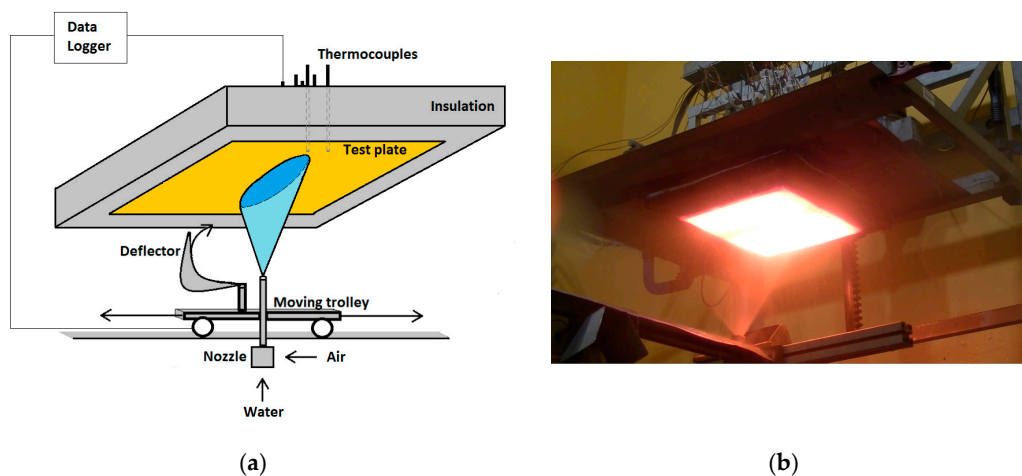 Data
Logger
Thermocouples
Insulation
Test plate
Deflector
Moving trolley
Nozzle
Air
Water
(a)
(b)